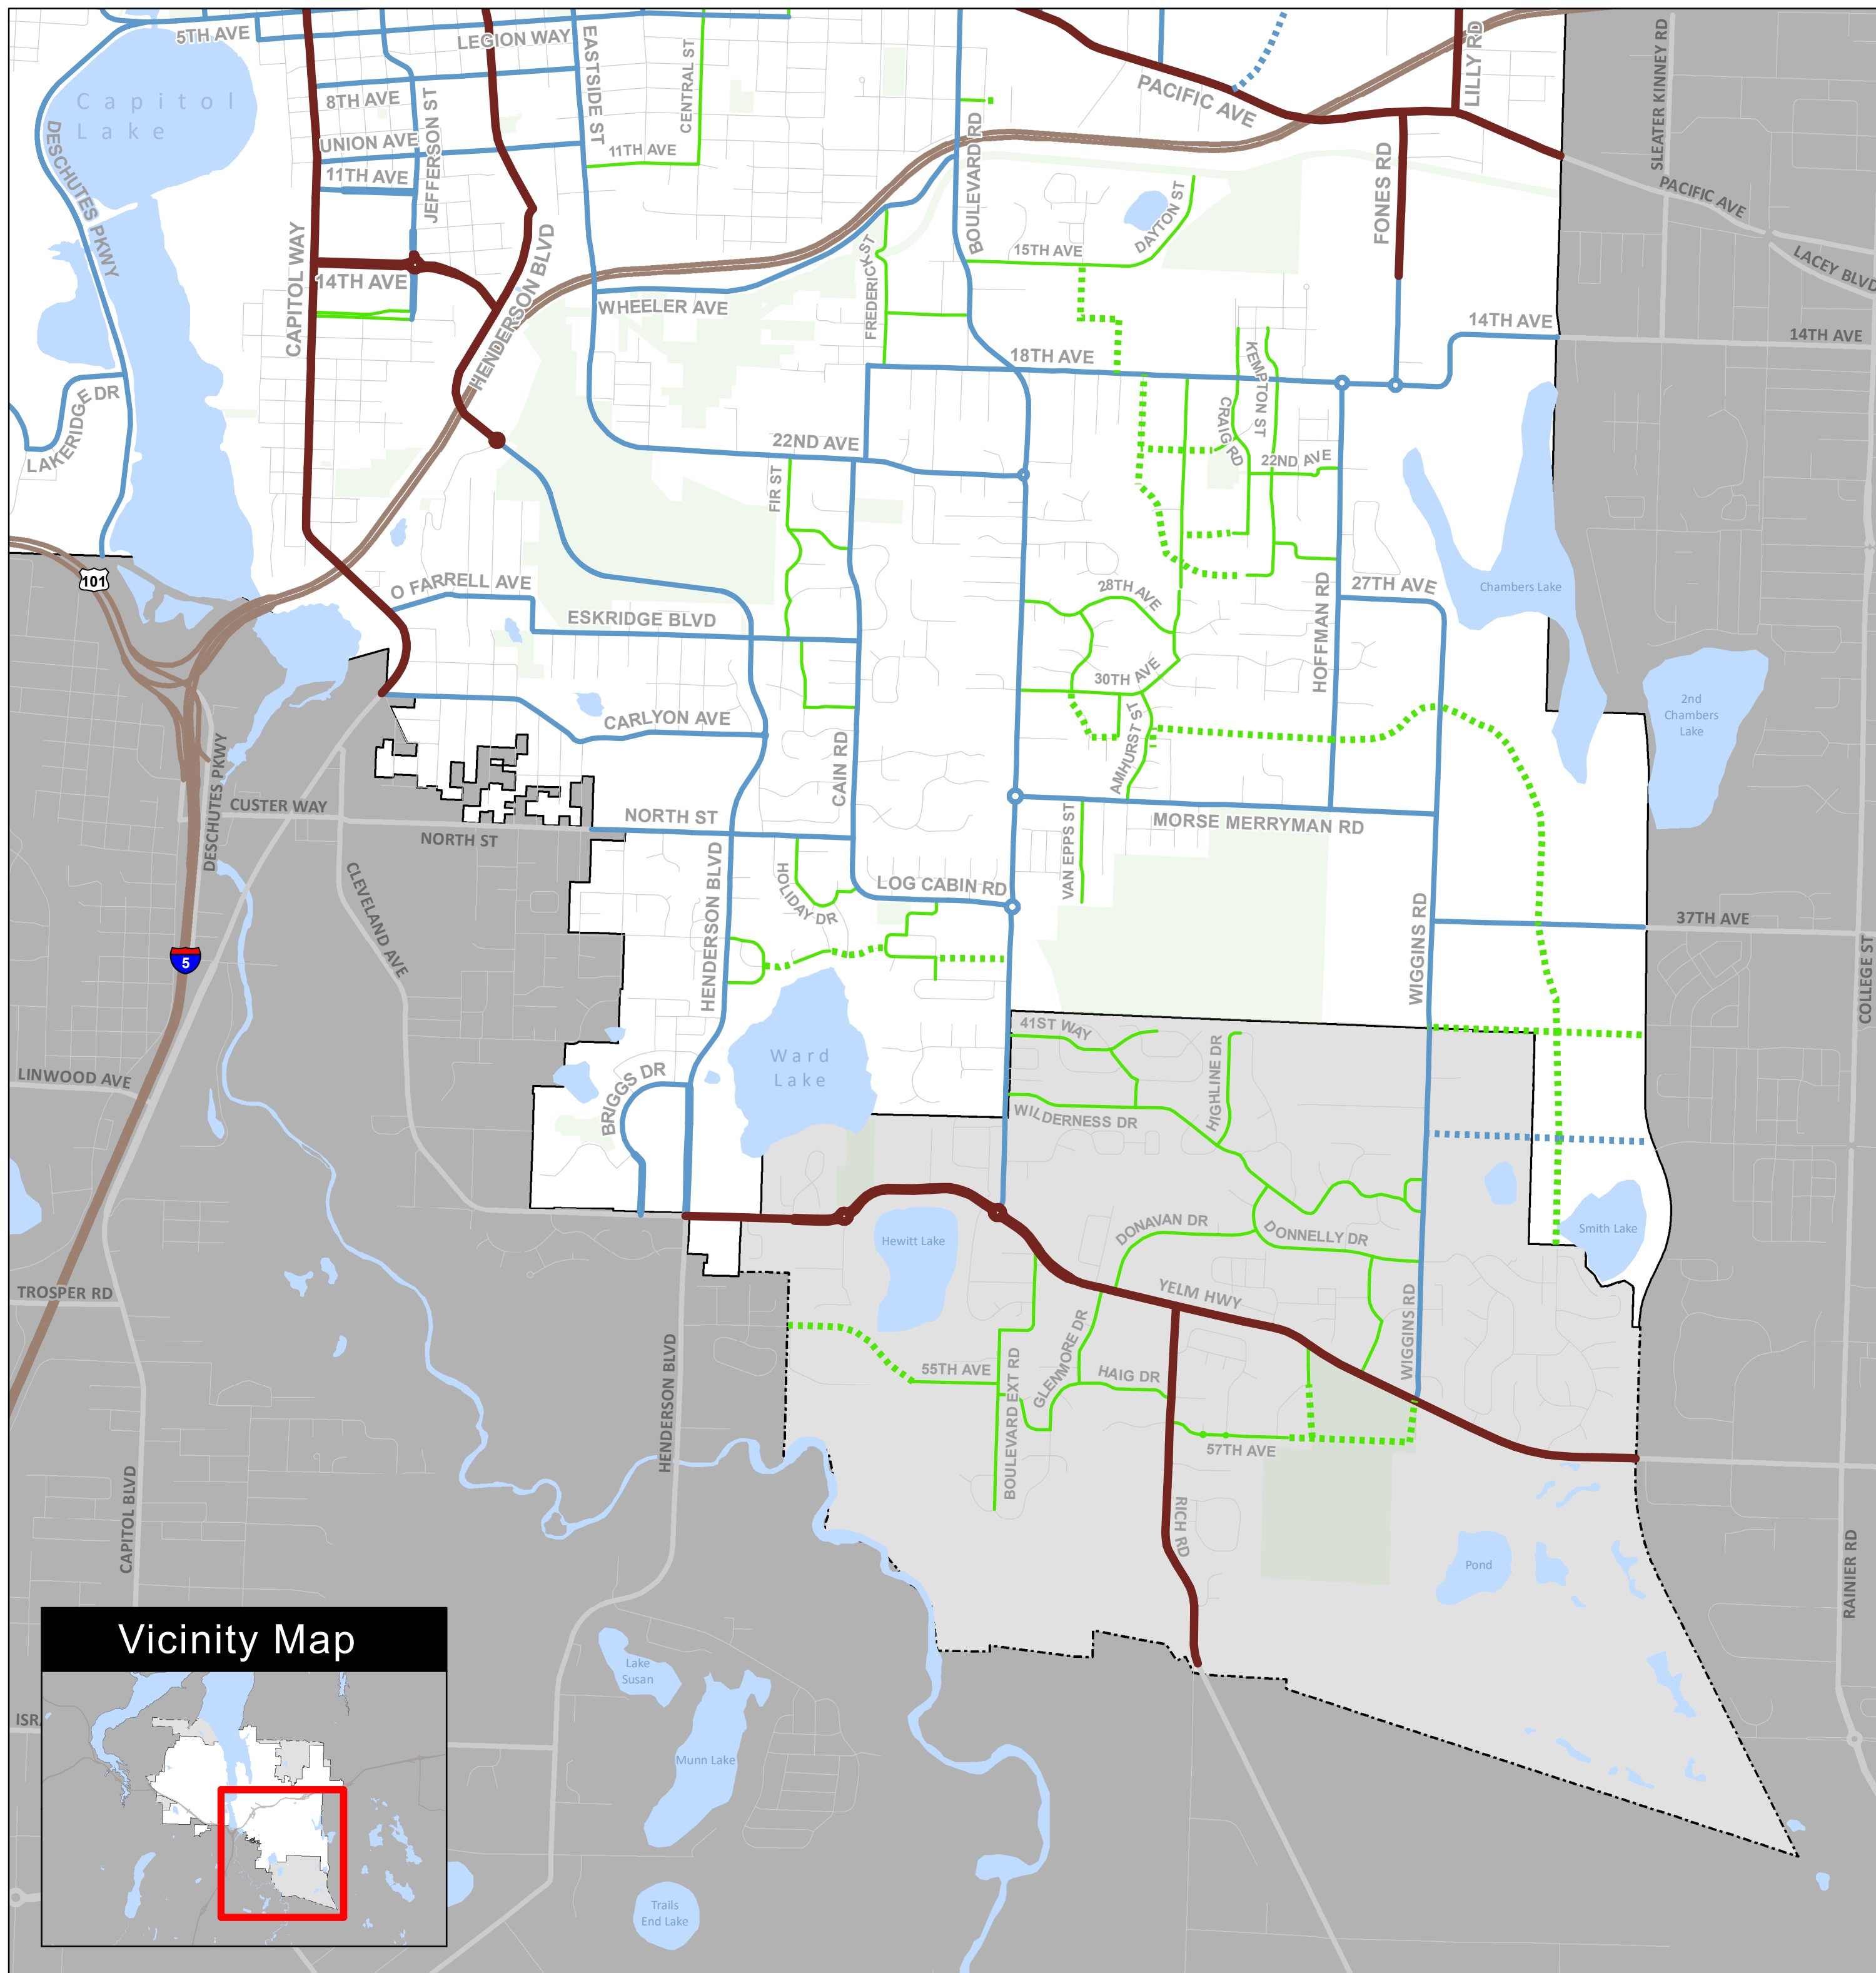 5TH AVE
LEGION WAY
EASTSIDE ST
CENTRAL ST
LILLY RD
SLEATER KINNEY RD
Capitol
Lake
8TH AVE
JEFFERSON ST
PACIFIC AVE
BOULEVARD RD
UNION AVE
11TH AVE
11TH AVE
DESCHUTES PKWY
FONES RD
PACIFIC AVE
DAYTON ST
15TH AVE
LACEY BLVD
CAPITOL WAY
14TH AVE
HENDERSON BLVD
FREDERICK ST
WHEELER AVE
14TH AVE
14TH AVE
18TH AVE
KEMPTON ST
CRAIG RD
LAKERIDGE DR
22ND AVE
22ND AVE
FIR ST
101
O FARRELL AVE
28TH AVE
27TH AVE
Chambers Lake
ESKRIDGE BLVD
HOFFMAN RD
30TH AVE
2nd
Chambers
Lake
CARLYON AVE
AMHURST ST
CAIN RD
DESCHUTES PKWY
CUSTER WAY
NORTH ST
NORTH ST
MORSE MERRYMAN RD
VAN EPPS ST
CLEVELAND AVE
HOLIDAY DR
LOG CABIN RD
HENDERSON BLVD
WIGGINS RD
37TH AVE
COLLEGE ST
5
41ST WAY
Ward
Lake
HIGHLINE DR
BRIGGS DR
LINWOOD AVE
WILDERNESS DR
DONAVAN DR
DONNELLY DR
Smith Lake
Hewitt Lake
TROSPER RD
YELM HWY
WIGGINS RD
HENDERSON BLVD
GLENMORE DR
55TH AVE
BOULEVARD EXT RD
HAIG DR
57TH AVE
CAPITOL BLVD
RICH RD
Pond
RAINIER RD
Vicinity Map
Lake
Susan
Munn Lake
Trails
End Lake